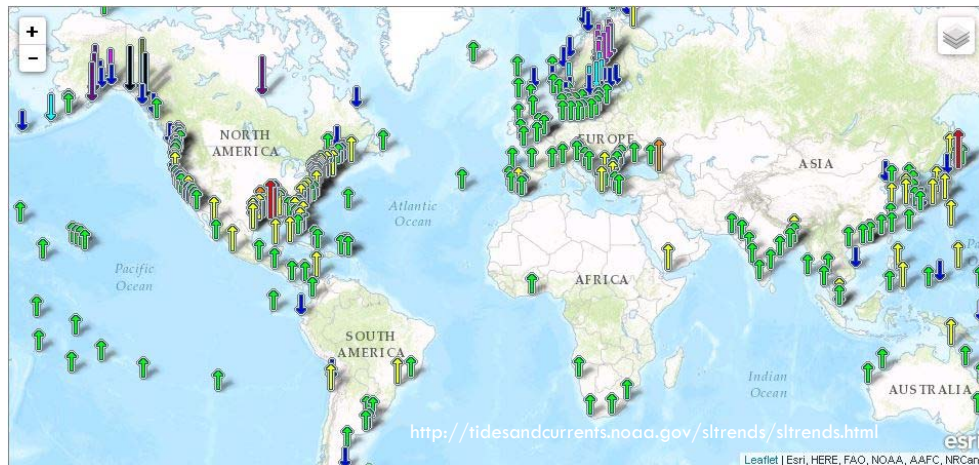 +
−
NORTH
AMERICA
EUROPE
ASIA
Atlantic
Ocean
Pacific
Ocean
AFRICA
SOUTH
AMERICA
Indian
Ocean
AUSTRALIA
http://tidesandcurrents.noaa.gov/sltrends/sltrends.html
esri
Leaflet | Esri, HERE, FAO, NOAA, AAFC, NRCan